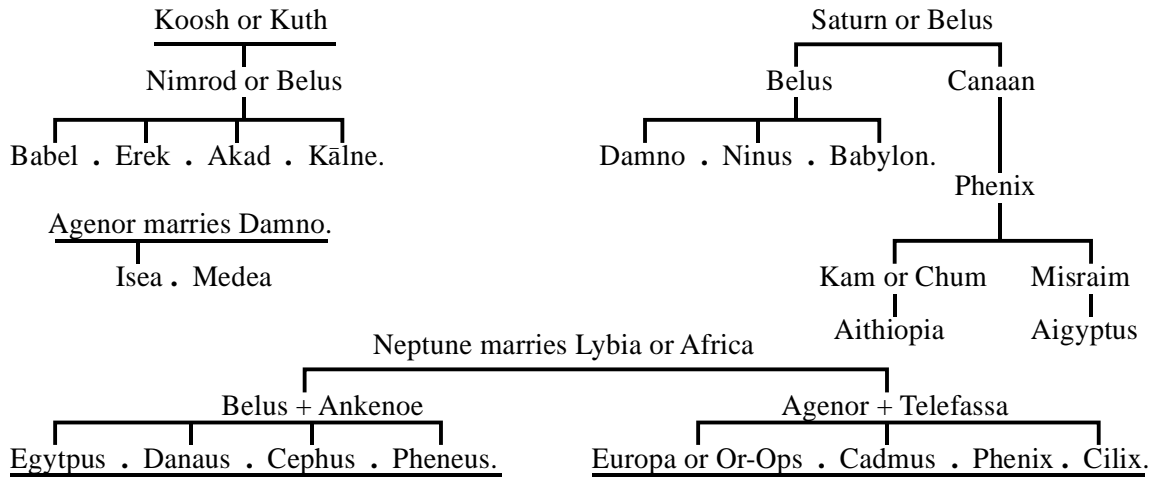 Koosh or Kuth
Saturn or Belus
Nimrod or Belus
Belus Canaan
Babel . Erek . Akad . Kālne.
Damno . Ninus . Babylon.
Phenix
Agenor marries Damno.
Isea . Medea
Kam or Chum Misraim
Aithiopia Aigyptus
Neptune marries Lybia or Africa
Belus + Ankenoe
Agenor + Telefassa
Egytpus . Danaus . Cephus . Pheneus.
Europa or Or-Ops . Cadmus . Phenix . Cilix.